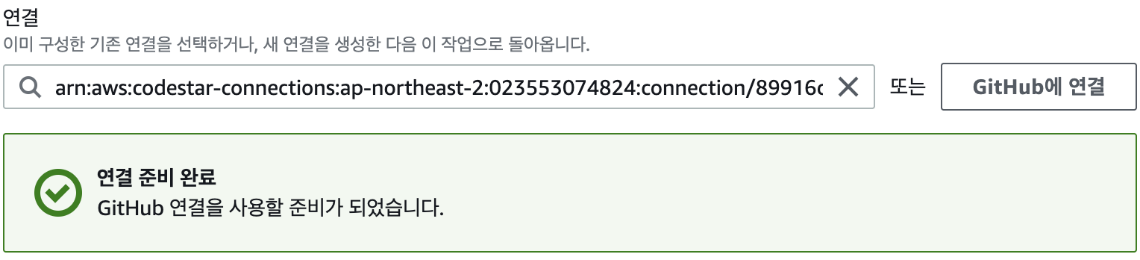 연결
이미 구성한 기존 연결을 선택하거나, 새 연결을 생성한 다음 이 작업으로 돌아옵니다.
arn:aws:codestar-connections:ap-northeast-2:023553074824:connection/89916c 또는 GitHub에 연결
연결 준비 완료
GitHub 연결을 사용할 준비가 되었습니다.